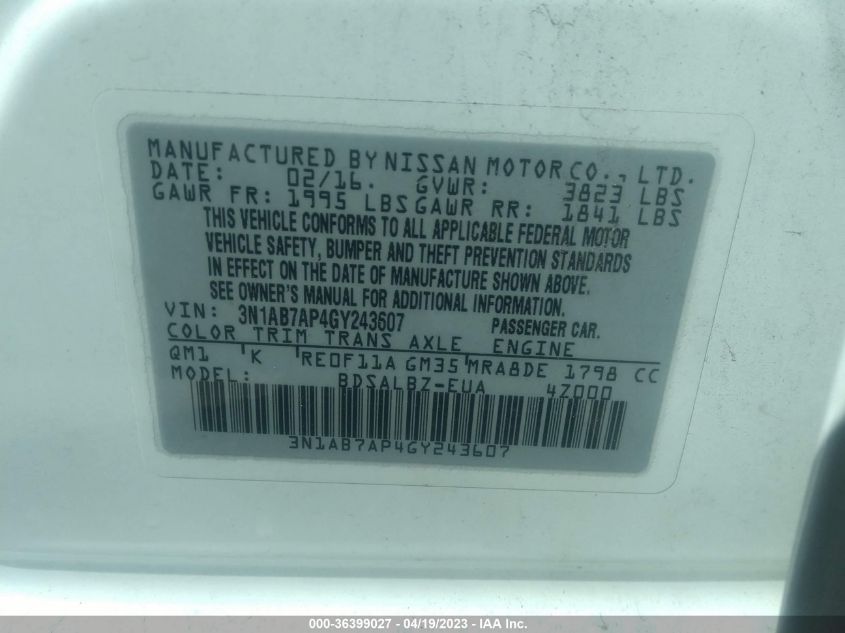 MANUFACTURED BY NISSAN MOTOR CO., LTD.
DATE: 02/16. GVWR: 3823 LBS
GAWR FR: 1995 LBS GAWR RR: 1841 LBS
THIS VEHICLE CONFORMS TO ALL APPLICABLE FEDERAL MOTOR
VEHICLE SAFETY, BUMPER AND THEFT PREVENTION STANDARDS
IN EFFECT ON THE DATE OF MANUFACTURE SHOWN ABOVE.
SEE OWNER'S MANUAL FOR ADDITIONAL INFORMATION.
VIN: 3N1AB7AP4GY243607 PASSENGER CAR.
COLOR TRIM TRANS AXLE ENGINE
QM1 K RE0F11A GM35 MRA8DE 1798 CC
MODEL: BDSALBZ-EUA 4Z000
3N1AB7AP4GY243607
000-36399027 - 04/19/2023 - IAA Inc.